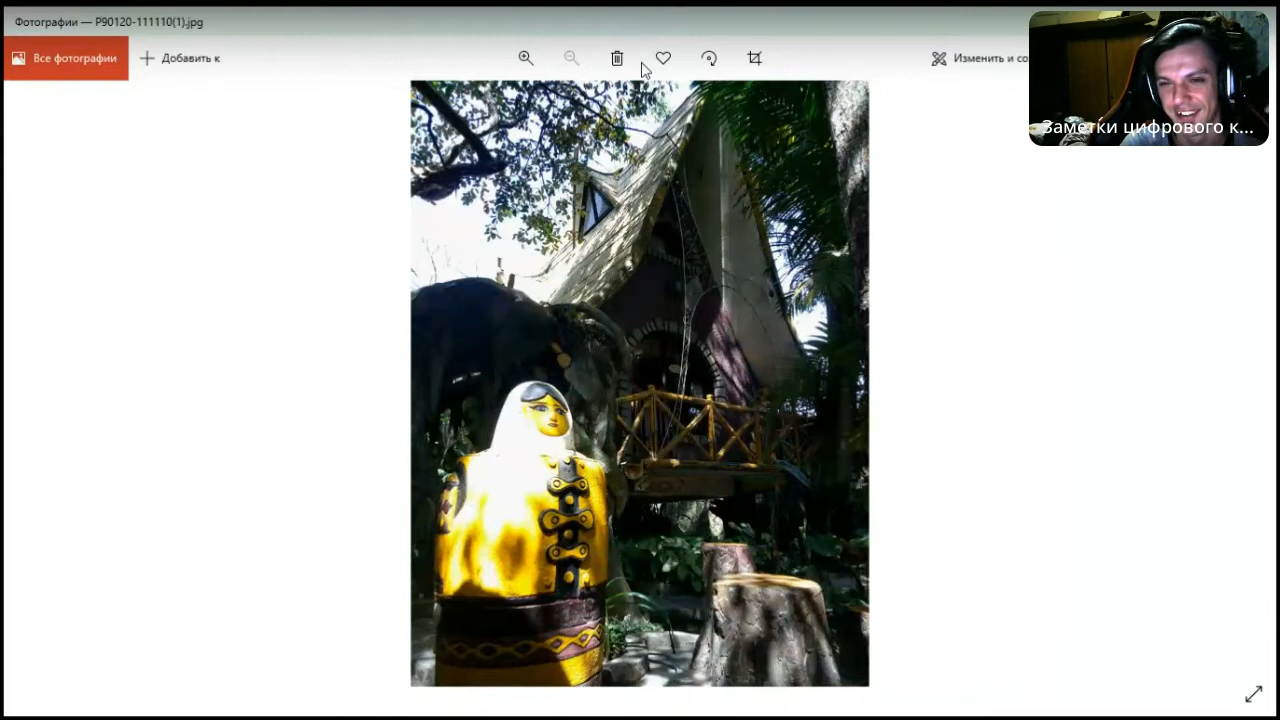 Фотографии — P90120-111110(1).jpg
Все фотографии
Добавить к
Изменить и со
Заметки цифрового к...